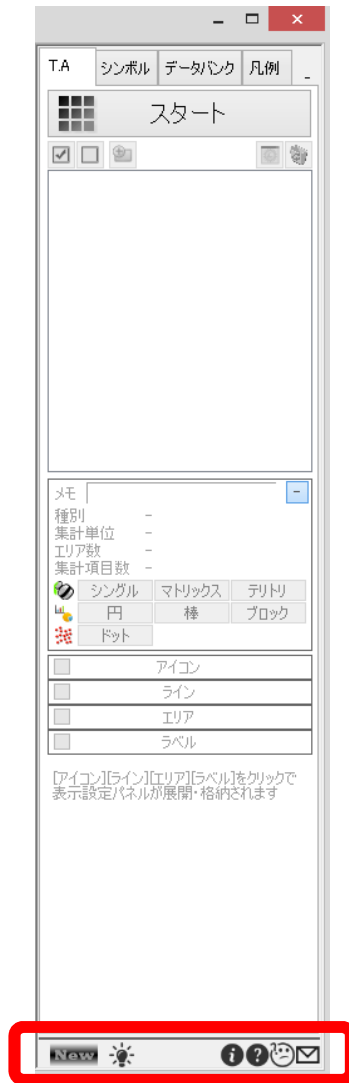 T.A シンボル データバンク 凡例 _
スタート
メモ -
種別 -
集計単位 -
エリア数 -
集計項目数 -
シングル マトリックス テリトリ
円 棒 ブロック
ドット
アイコン
ライン
エリア
ラベル
[アイコン][ライン][エリア][ラベル]をクリックで
表示設定パネルが展開・格納されます
New i ?